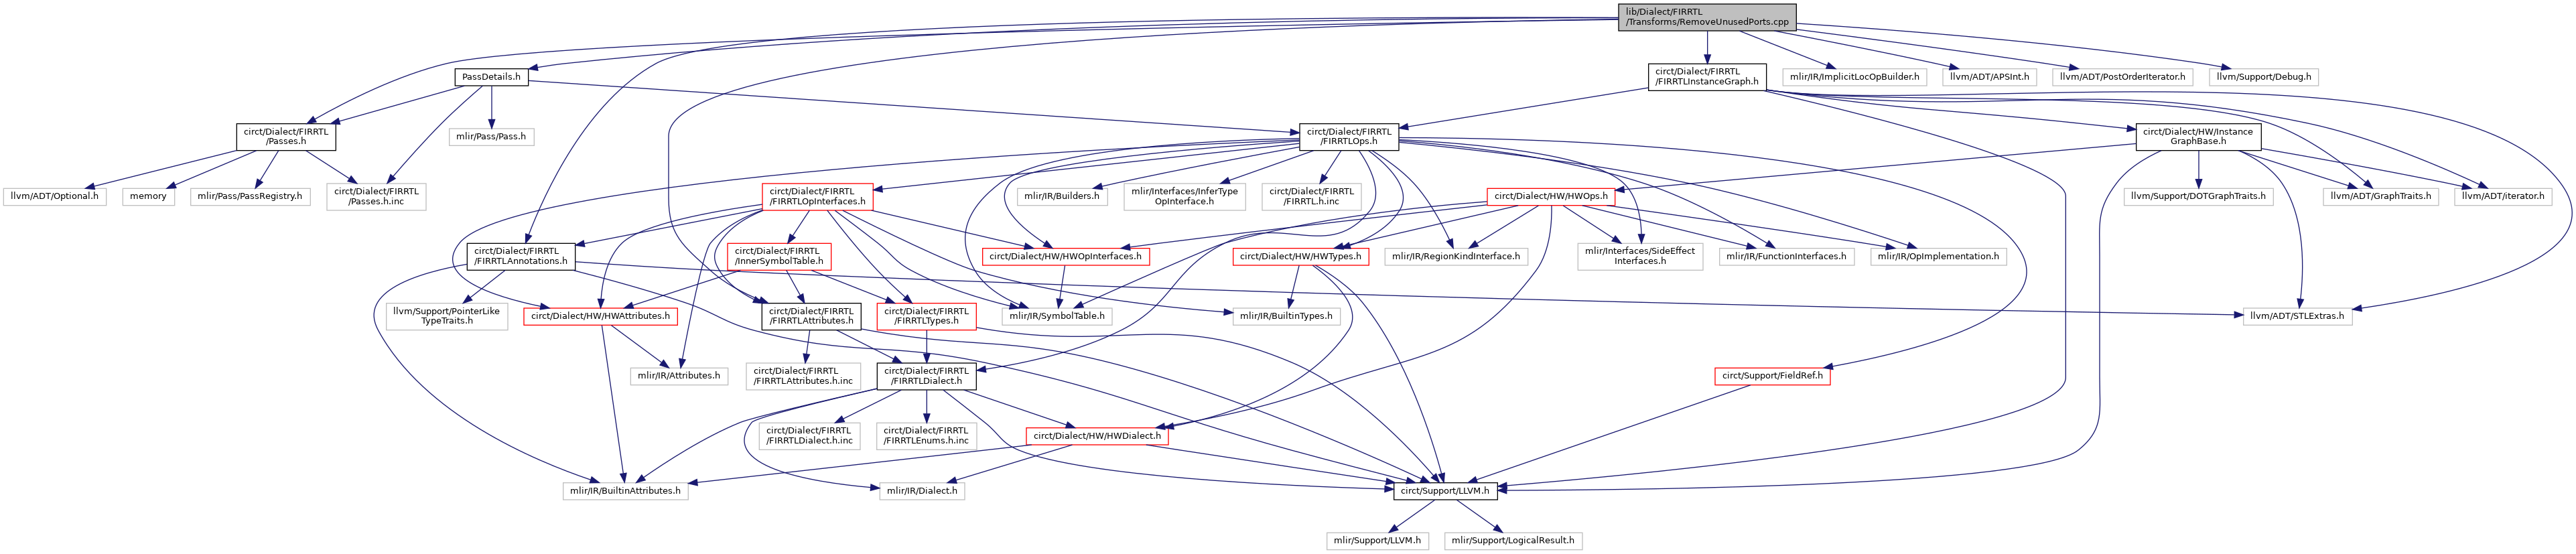 lib/Dialect/FIRRTL
/Transforms/RemoveUnusedPorts.cpp
PassDetails.h
circt/Dialect/FIRRTL
/FIRRTLInstanceGraph.h
mlir/IR/ImplicitLocOpBuilder.h
llvm/ADT/APSInt.h
llvm/ADT/PostOrderIterator.h
llvm/Support/Debug.h
circt/Dialect/FIRRTL
/Passes.h
mlir/Pass/Pass.h
circt/Dialect/FIRRTL
/FIRRTLOps.h
circt/Dialect/HW/Instance
GraphBase.h
llvm/ADT/Optional.h
memory
mlir/Pass/PassRegistry.h
circt/Dialect/FIRRTL
/Passes.h.inc
circt/Dialect/FIRRTL
/FIRRTLOpInterfaces.h
mlir/IR/Builders.h
mlir/Interfaces/InferType
OpInterface.h
circt/Dialect/FIRRTL
/FIRRTL.h.inc
circt/Dialect/HW/HWOps.h
llvm/Support/DOTGraphTraits.h
llvm/ADT/GraphTraits.h
llvm/ADT/iterator.h
circt/Dialect/FIRRTL
/FIRRTLAnnotations.h
circt/Dialect/FIRRTL
/InnerSymbolTable.h
circt/Dialect/HW/HWOpInterfaces.h
circt/Dialect/HW/HWTypes.h
mlir/IR/RegionKindInterface.h
mlir/Interfaces/SideEffect
Interfaces.h
mlir/IR/FunctionInterfaces.h
mlir/IR/OpImplementation.h
llvm/Support/PointerLike
TypeTraits.h
circt/Dialect/HW/HWAttributes.h
circt/Dialect/FIRRTL
/FIRRTLAttributes.h
circt/Dialect/FIRRTL
/FIRRTLTypes.h
mlir/IR/SymbolTable.h
mlir/IR/BuiltinTypes.h
llvm/ADT/STLExtras.h
mlir/IR/Attributes.h
circt/Dialect/FIRRTL
/FIRRTLAttributes.h.inc
circt/Dialect/FIRRTL
/FIRRTLDialect.h
circt/Support/FieldRef.h
circt/Dialect/FIRRTL
/FIRRTLDialect.h.inc
circt/Dialect/FIRRTL
/FIRRTLEnums.h.inc
circt/Dialect/HW/HWDialect.h
mlir/IR/BuiltinAttributes.h
mlir/IR/Dialect.h
circt/Support/LLVM.h
mlir/Support/LLVM.h
mlir/Support/LogicalResult.h